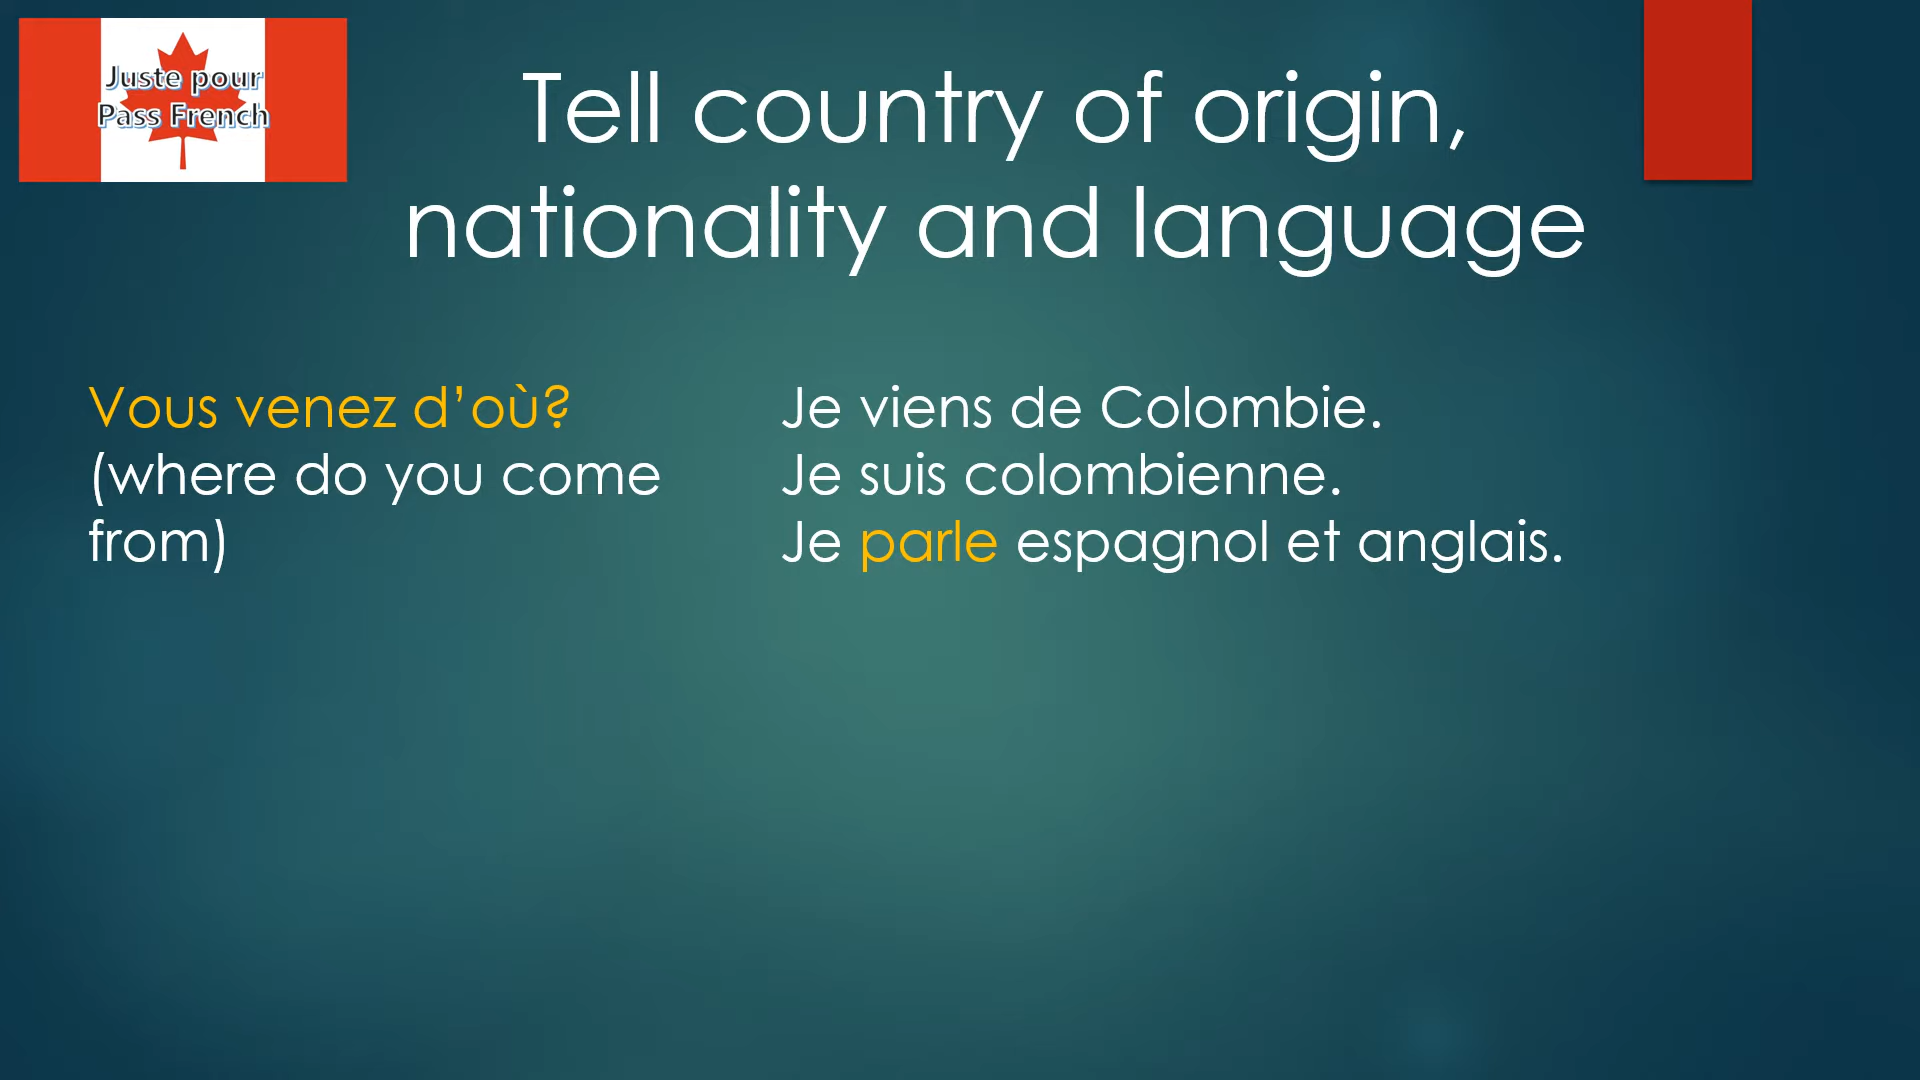 Juste pour
Pass French
Tell country of origin,
nationality and language
Vous venez d’où?
(where do you come
from)
Je viens de Colombie.
Je suis colombienne.
Je parle espagnol et anglais.